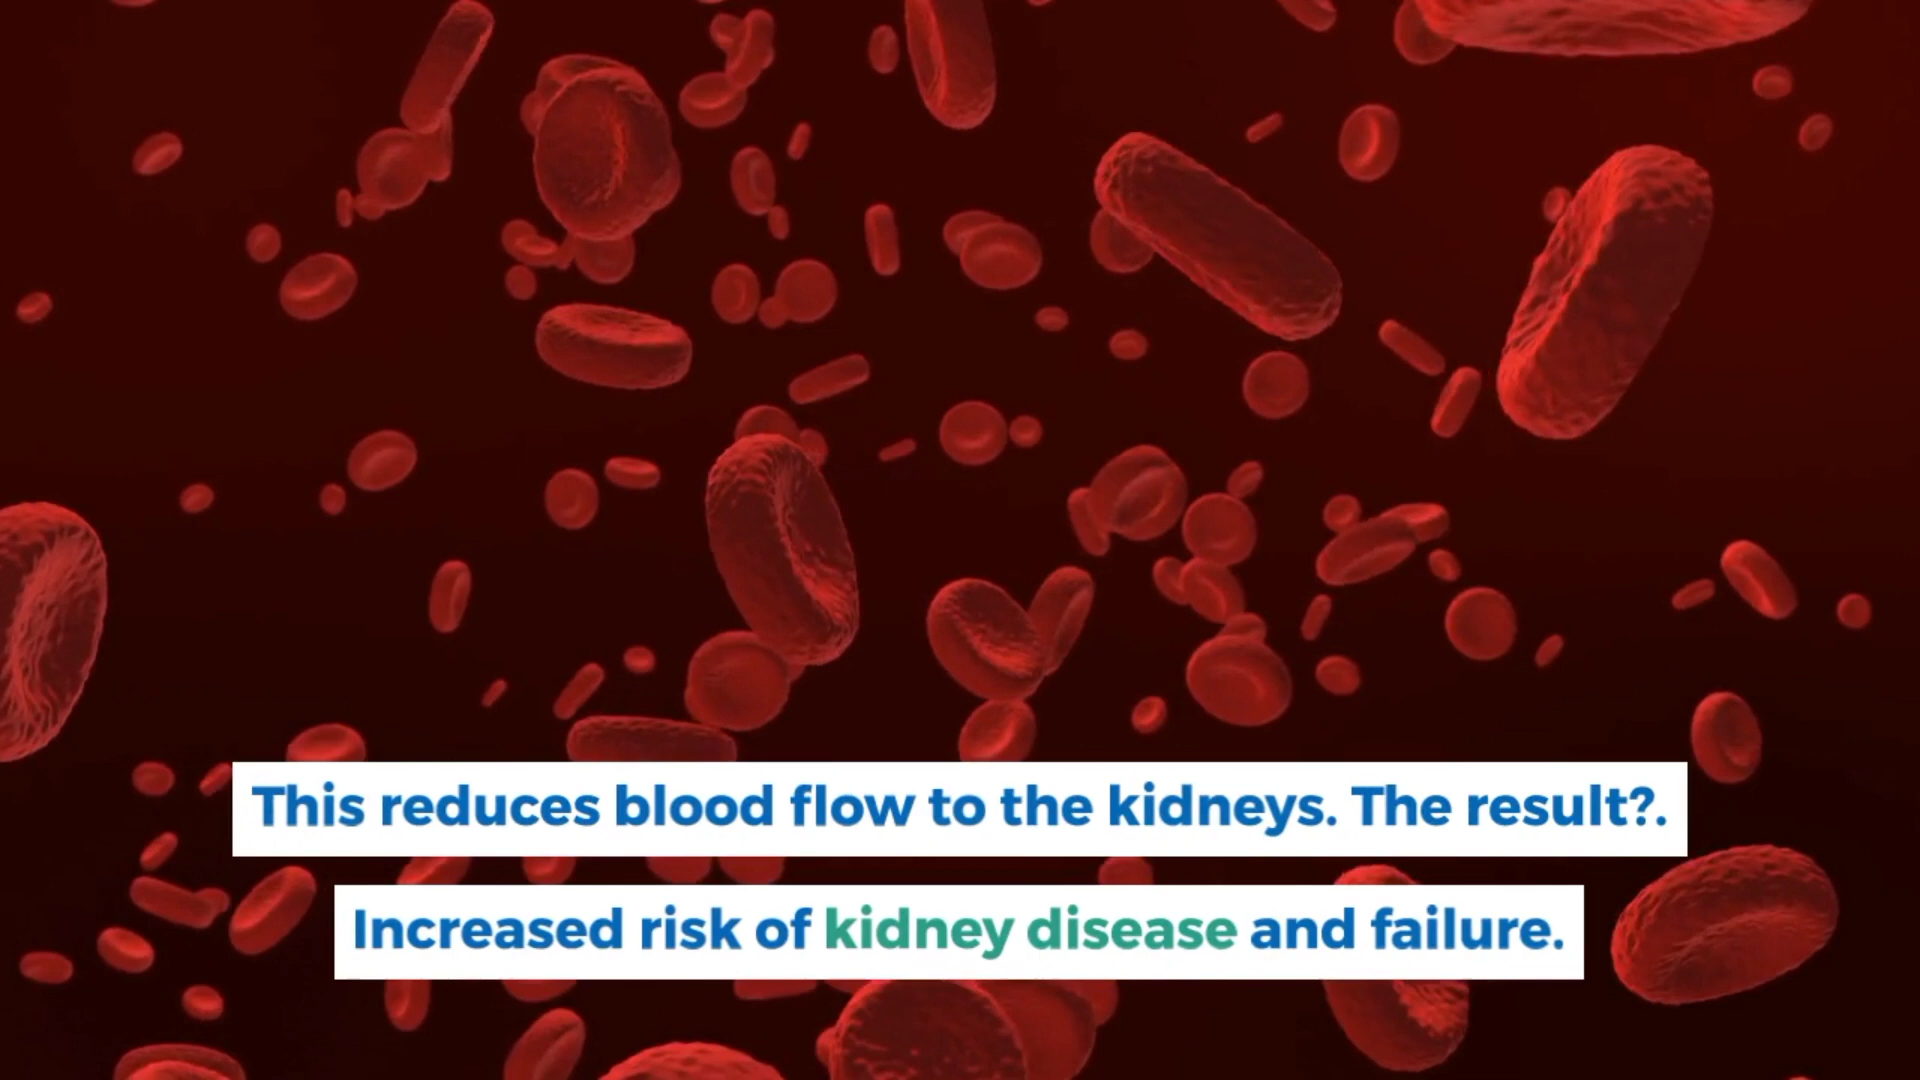 This reduces blood flow to the kidneys. The result?.
Increased risk of kidney disease and failure.